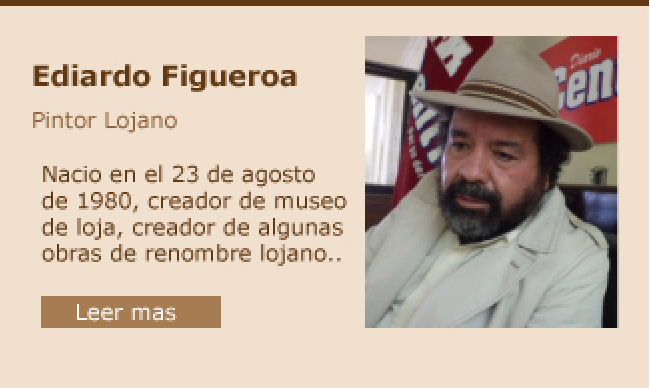 Ediardo Figueroa
Pintor Lojano
Nacio en el 23 de agosto
de 1980, creador de museo
de loja, creador de algunas
obras de renombre lojano..
Leer mas
Diario